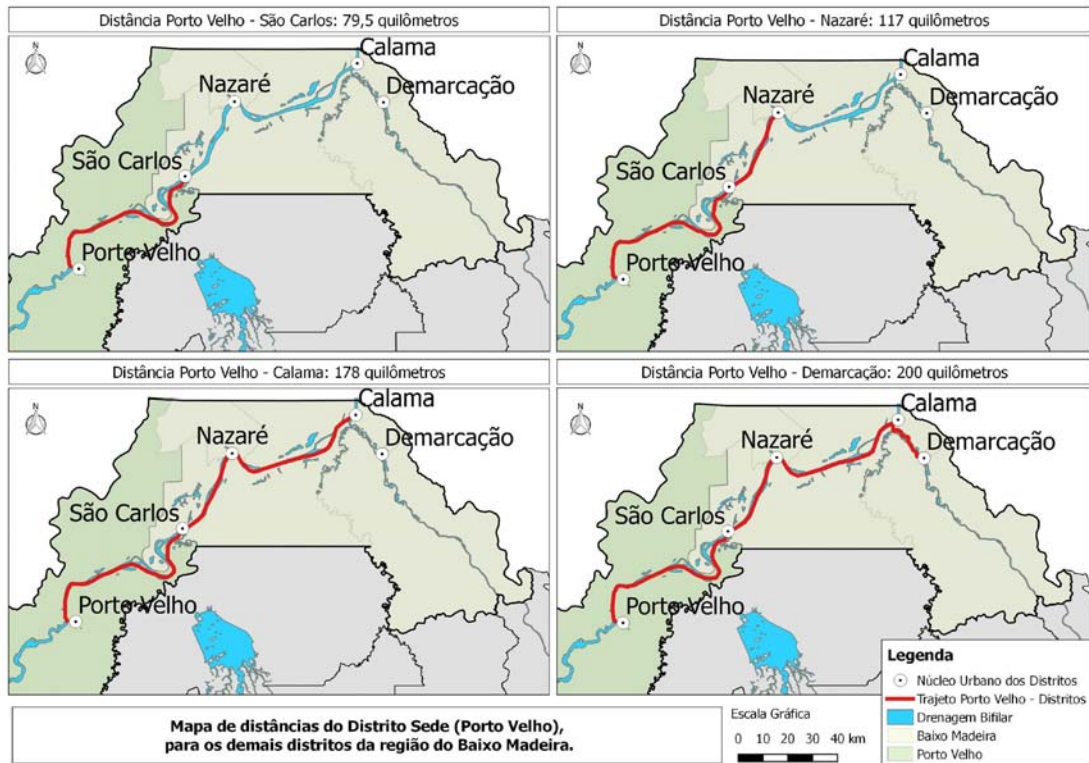 Distância Porto Velho - São Carlos: 79,5 quilômetros
N
Calama
Nazaré
Demarcação
São Carlos
Porto Velho
Distância Porto Velho - Nazaré: 117 quilômetros
N
Calama
Nazaré
Demarcação
São Carlos
Porto Velho
Distância Porto Velho - Calama: 178 quilômetros
N
Calama
Nazaré
Demarcação
São Carlos
Porto Velho
Distância Porto Velho - Demarcação: 200 quilômetros
N
Calama
Nazaré
Demarcação
São Carlos
Porto Velho
Mapa de distâncias do Distrito Sede (Porto Velho),
para os demais distritos da região do Baixo Madeira.
Escala Gráfica
0 10 20 30 40 km
Legenda
Núcleo Urbano dos Distritos
Trajeto Porto Velho - Distritos
Drenagem Bifilar
Baixo Madeira
Porto Velho